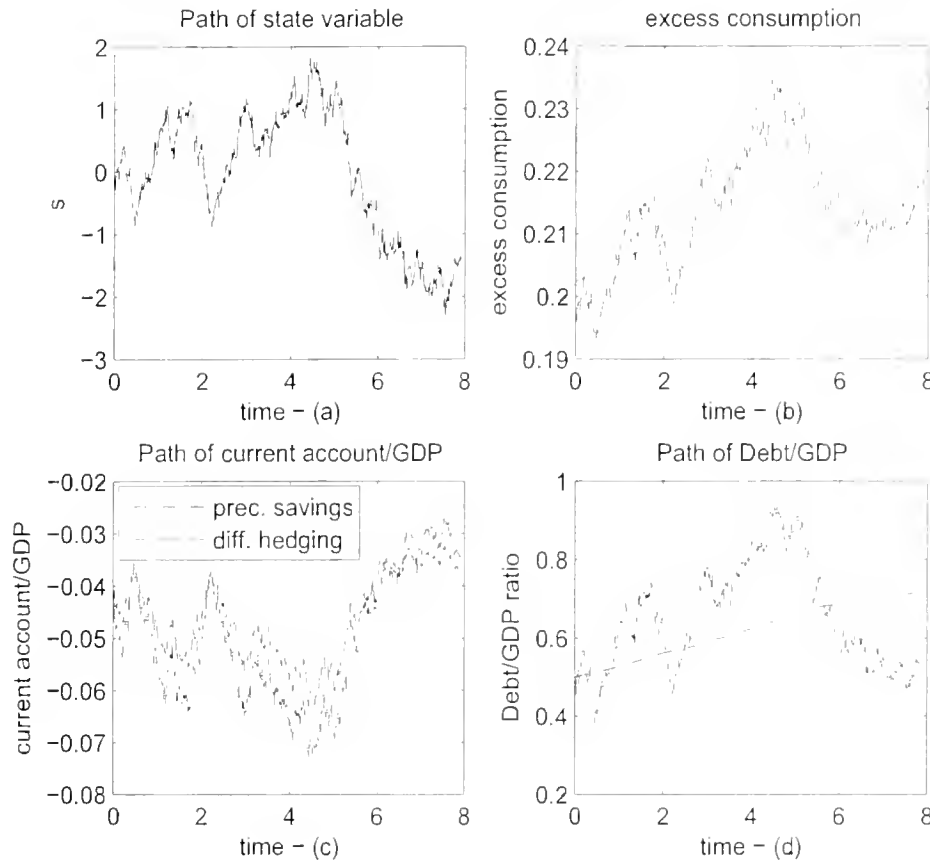 Path of state variable
2
1
0
-1
-2
-3
s
0 2 4 6 8
time - (a)
excess consumption
0.24
0.23
0.22
0.21
0.2
0.19
excess consumption
0 2 4 6 8
time - (b)
Path of current account/GDP
-0.02
-0.03
-0.04
-0.05
-0.06
-0.07
-0.08
current account/GDP
prec. savings
diff. hedging
0 2 4 6 8
time - (c)
Path of Debt/GDP
1
0.8
0.6
0.4
0.2
Debt/GDP ratio
0 2 4 6 8
time - (d)